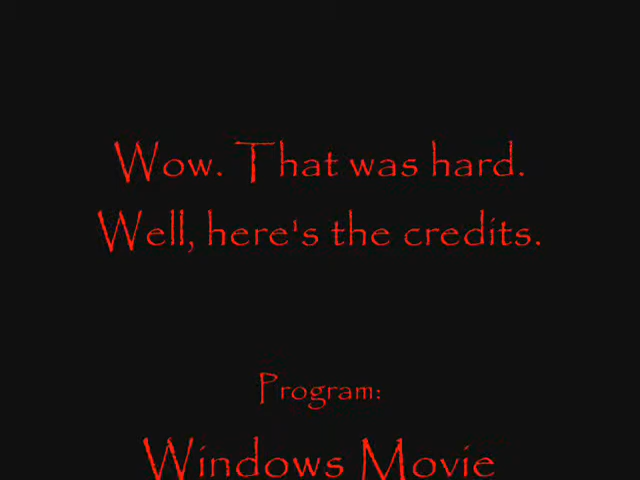 Wow. That was hard.
Well, here's the credits.
Program:
Windows Movie